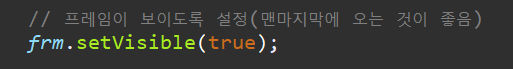 // 프레임이 보이도록 설정(맨마지막에 오는 것이 좋음)
frm.setVisible(true);